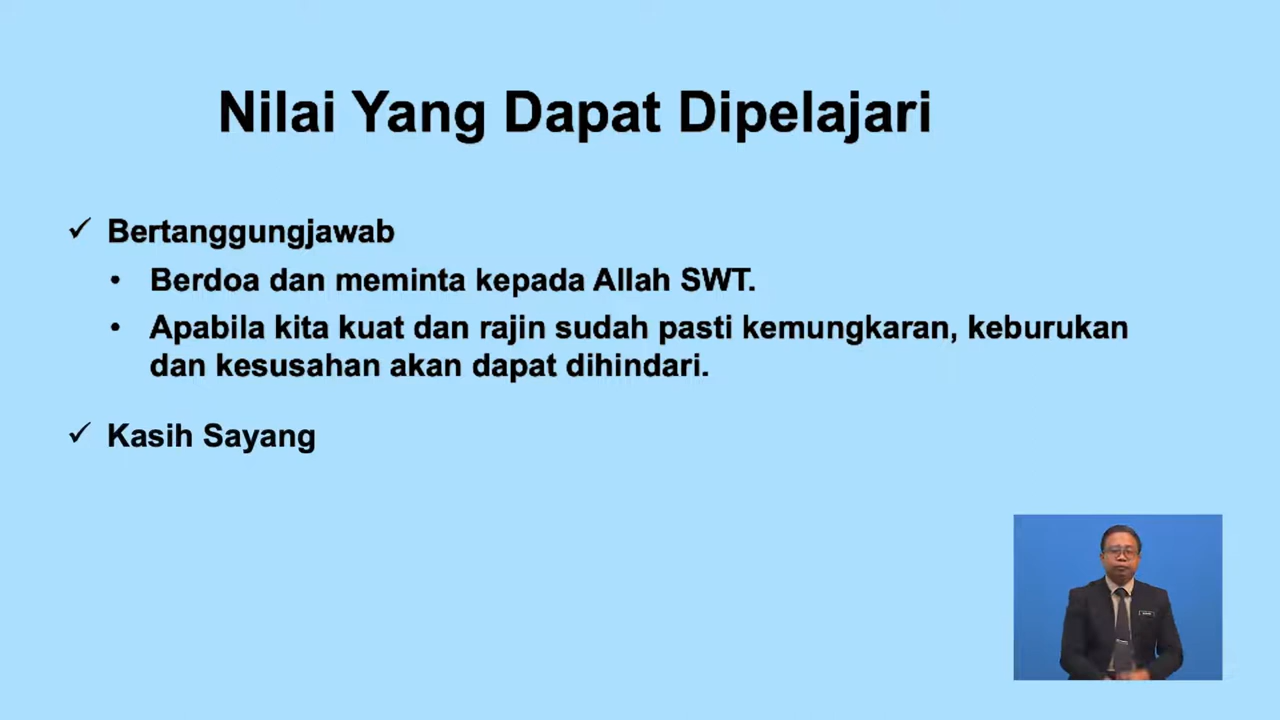 Nilai Yang Dapat Dipelajari
✓ Bertanggungjawab
• Berdoa dan meminta kepada Allah SWT.
• Apabila kita kuat dan rajin sudah pasti kemungkaran, keburukan
dan kesusahan akan dapat dihindari.
✓ Kasih Sayang